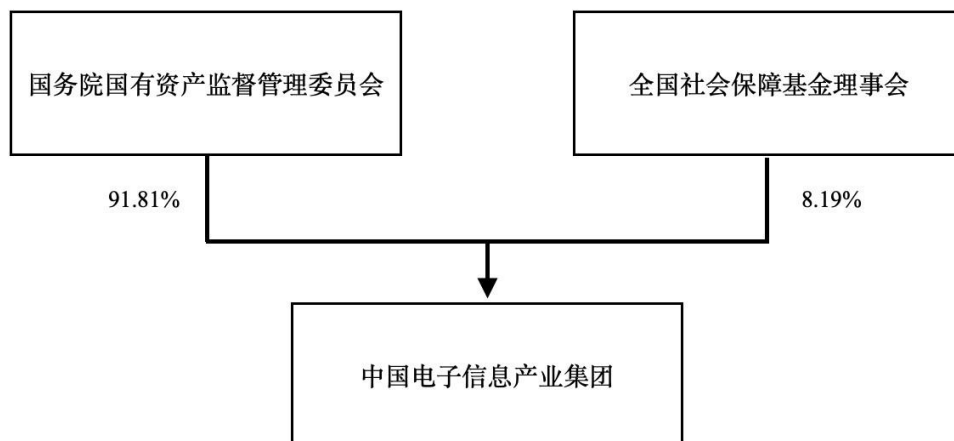 国务院国有资产监督管理委员会
全国社会保障基金理事会
91.81%
8.19%
中国电子信息产业集团